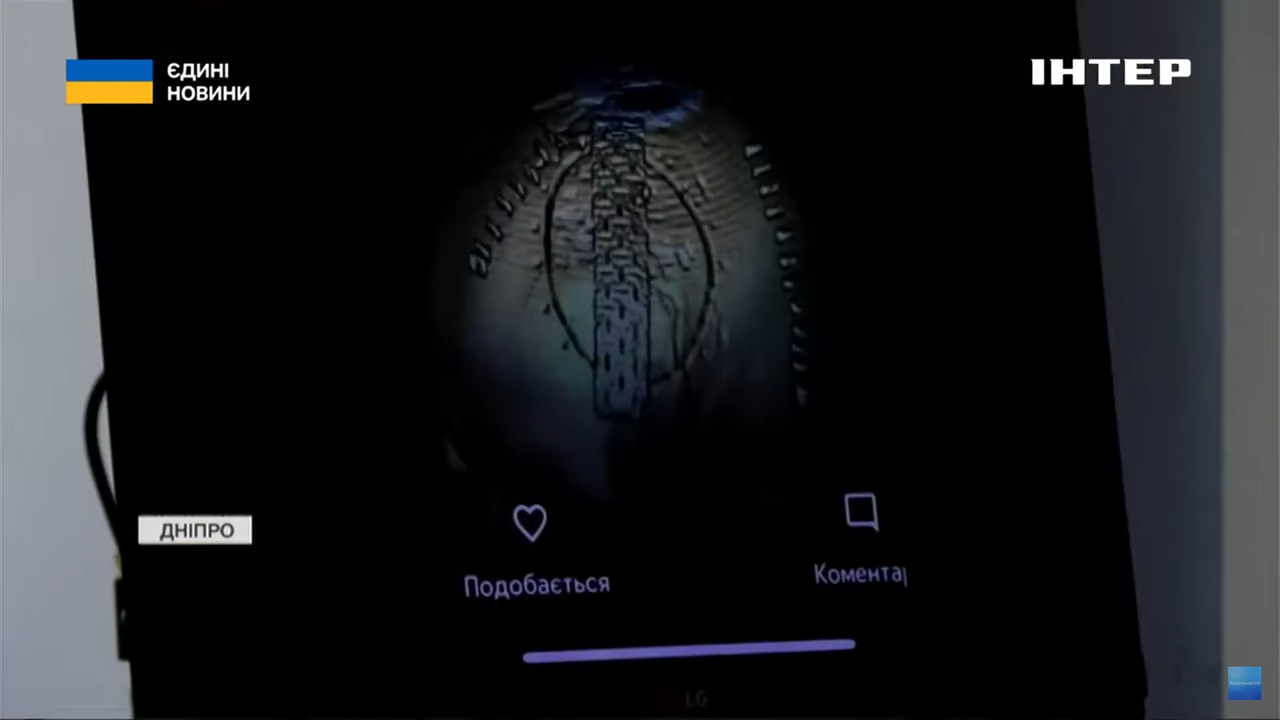 ЄДИНІ
НОВИНИ
ІНТЕР
ДНІПРО
Подобається
Комента
LG